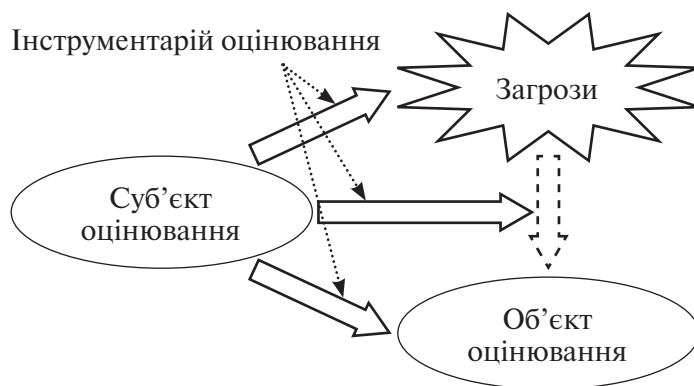 Інструментарій оцінювання
Загрози
Суб’єкт
оцінювання
Об’єкт
оцінювання